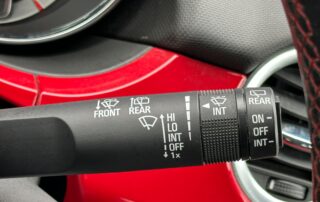 FRONT REAR
HI
LO
INT
OFF
1x
INT
REAR
ON
OFF
INT